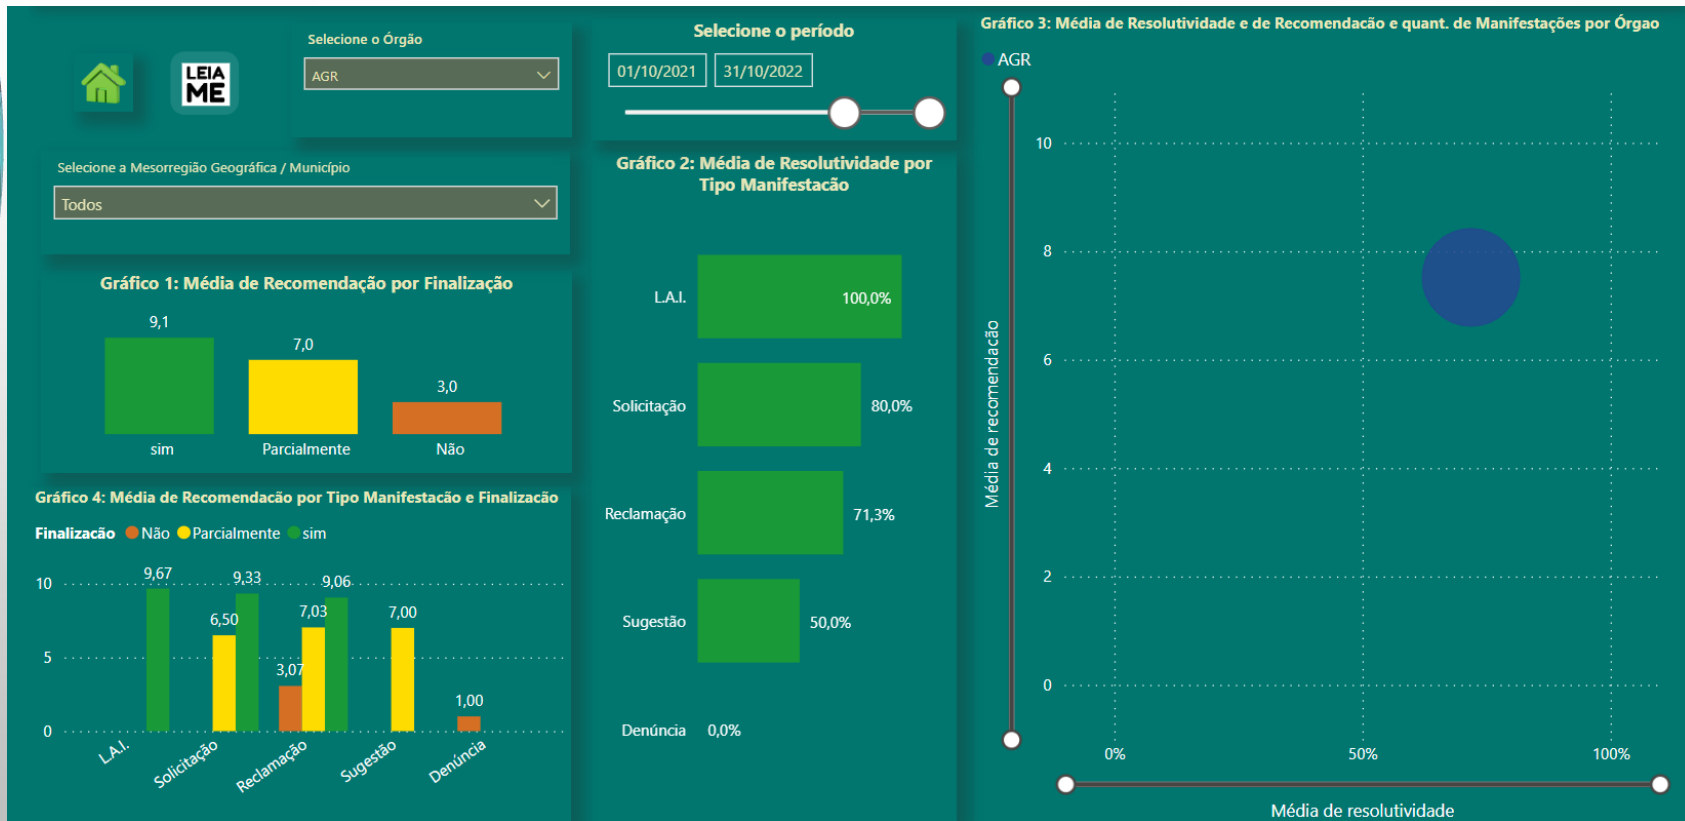 LEIA
ME
Selecione o Órgão
AGR
Selecione o período
01/10/2021 31/10/2022
Selecione a Mesorregião Geográfica / Município
Todos
Gráfico 1: Média de Recomendação por Finalização
9,1
7,0
3,0
sim Parcialmente Não
Gráfico 4: Média de Recomendacão por Tipo Manifestacão e Finalizacão
Finalizacão Não Parcialmente sim
10
5
0
9,67
6,50
9,33
3,07
7,03
9,06
7,00
1,00
L.A.I.
Solicitação
Reclamação
Sugestão
Denúncia
Gráfico 2: Média de Resolutividade por
Tipo Manifestacão
L.A.I. 100,0%
Solicitação 80,0%
Reclamação 71,3%
Sugestão 50,0%
Denúncia 0,0%
Gráfico 3: Média de Resolutividade e de Recomendacão e quant. de Manifestações por Órgao
AGR
Média de recomendacão
10
8
6
4
2
0
0% 50% 100%
Média de resolutividade